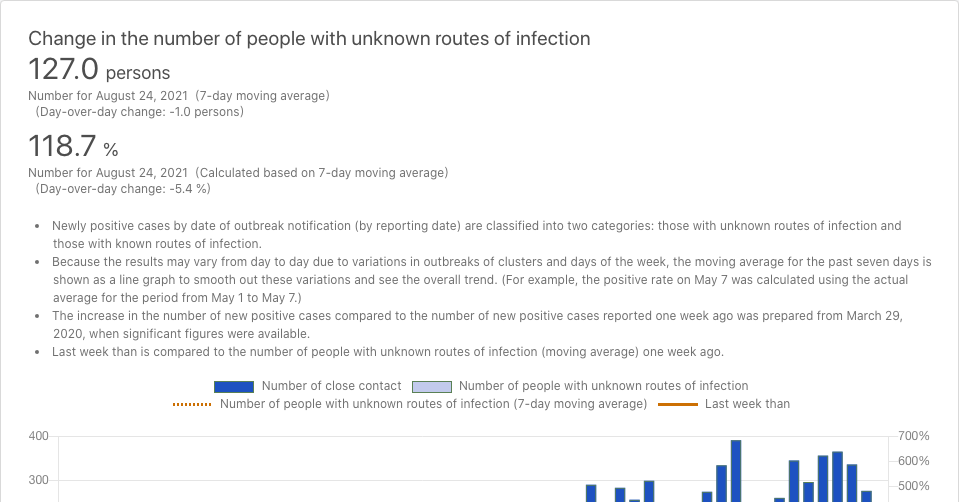 Change in the number of people with unknown routes of infection
127.0 persons
Number for August 24, 2021 (7-day moving average)
(Day-over-day change: -1.0 persons)
118.7 %
Number for August 24, 2021 (Calculated based on 7-day moving average)
(Day-over-day change: -5.4 %)
• Newly positive cases by date of outbreak notification (by reporting date) are classified into two categories: those with unknown routes of infection and
those with known routes of infection.
• Because the results may vary from day to day due to variations in outbreaks of clusters and days of the week, the moving average for the past seven days is
shown as a line graph to smooth out these variations and see the overall trend. (For example, the positive rate on May 7 was calculated using the actual
average for the period from May 1 to May 7.)
• The increase in the number of new positive cases compared to the number of new positive cases reported one week ago was prepared from March 29,
2020, when significant figures were available.
• Last week than is compared to the number of people with unknown routes of infection (moving average) one week ago.
Number of close contact Number of people with unknown routes of infection
Number of people with unknown routes of infection (7-day moving average) Last week than
400 700%
600%
300 500%